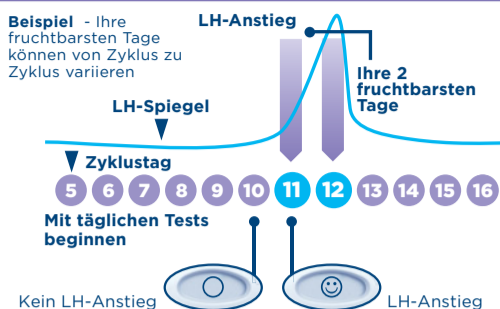 Beispiel - Ihre
fruchtbarsten Tage
können von Zyklus zu
Zyklus variieren
LH-Anstieg
Ihre 2
fruchtbarsten
Tage
LH-Spiegel
Zyklustag
5 6 7 8 9 10 11 12 13 14 15 16
Mit täglichen Tests
beginnen
Kein LH-Anstieg
LH-Anstieg